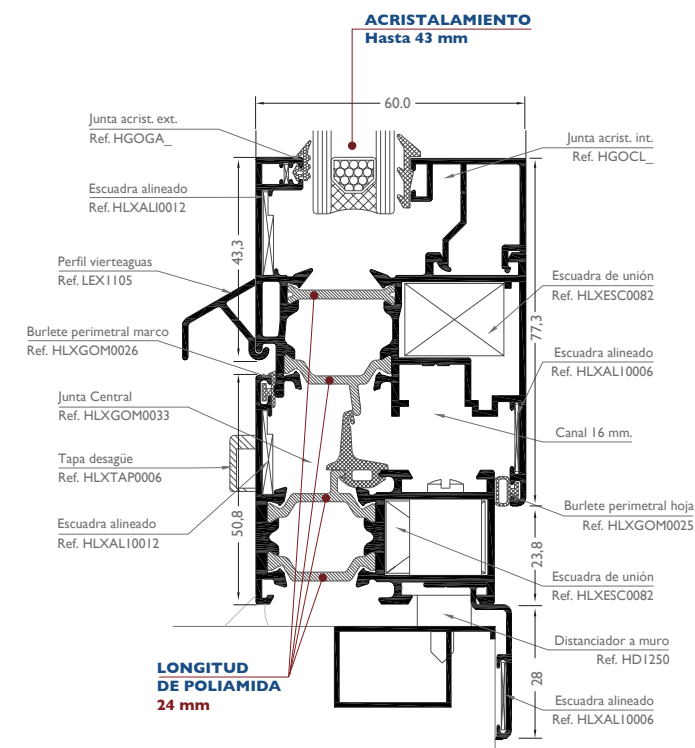 ACRISTALAMIENTO
Hasta 43 mm
60.0
Junta acrist. ext.
Ref. HGOGA_
Junta acrist. int.
Ref. HGOCL_
Escuadra alineado
Ref. HLXALI0012
43,3
Perfil vierteaguas
Ref. LEX1105
Escuadra de unión
Ref. HLXESC0082
77,3
Burlete perimetral marco
Ref. HLXGOM0026
Escuadra alineado
Ref. HLXAL10006
Junta Central
Ref. HLXGOM0033
Canal 16 mm.
Tapa desagüe
Ref. HLXTAP0006
50,8
Burlete perimetral hoja
Ref. HLXGOM0025
Escuadra alineado
Ref. HLXAL10012
23,8
Escuadra de unión
Ref. HLXESC0082
Distanciador a muro
Ref. HD1250
LONGITUD
DE POLIAMIDA
24 mm
28
Escuadra alineado
Ref. HLXAL10006